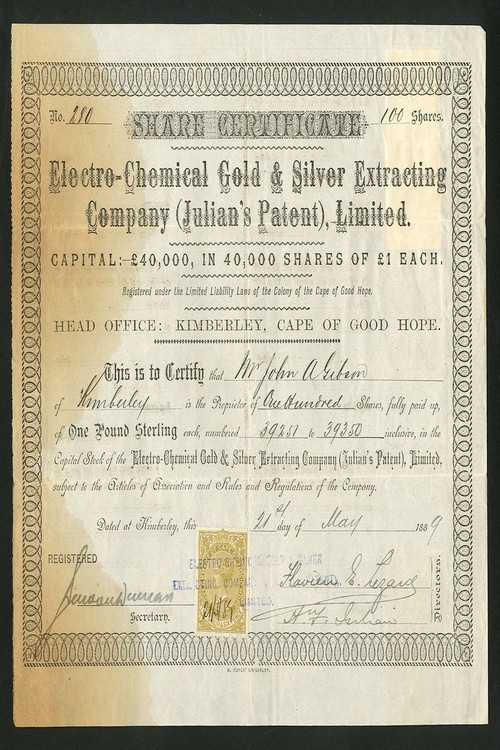 No. 280
100 Shares.
SHARE CERTIFICATE
Electro-Chemical Gold & Silver Extracting
Company (Julian's Patent), Limited.
CAPITAL:-£40,000, IN 40,000 SHARES OF £1 EACH.
Registered under the Limited Liability Laws of the Colony of the Cape of Good Hope.
HEAD OFFICE: KIMBERLEY, CAPE OF GOOD HOPE.
This is to Certify that Mr John A Gibson
of Kimberley is the Proprietor of One Hundred Shares, fully paid up,
of One Pound Sterling each, numbered 39251 to 39350 inclusive, in the
Capital Stock of the Electro-Chemical Gold & Silver Extracting Company (Julian's Patent), Limited,
subject to the Articles of Association and Rules and Regulations of the Company.
Dated at Kimberley, this 21st day of May 1889
REGISTERED
ELECTRO-CHEMICAL GOLD & SILVER
LIMITED.
Secretary.
Julian
Directors.